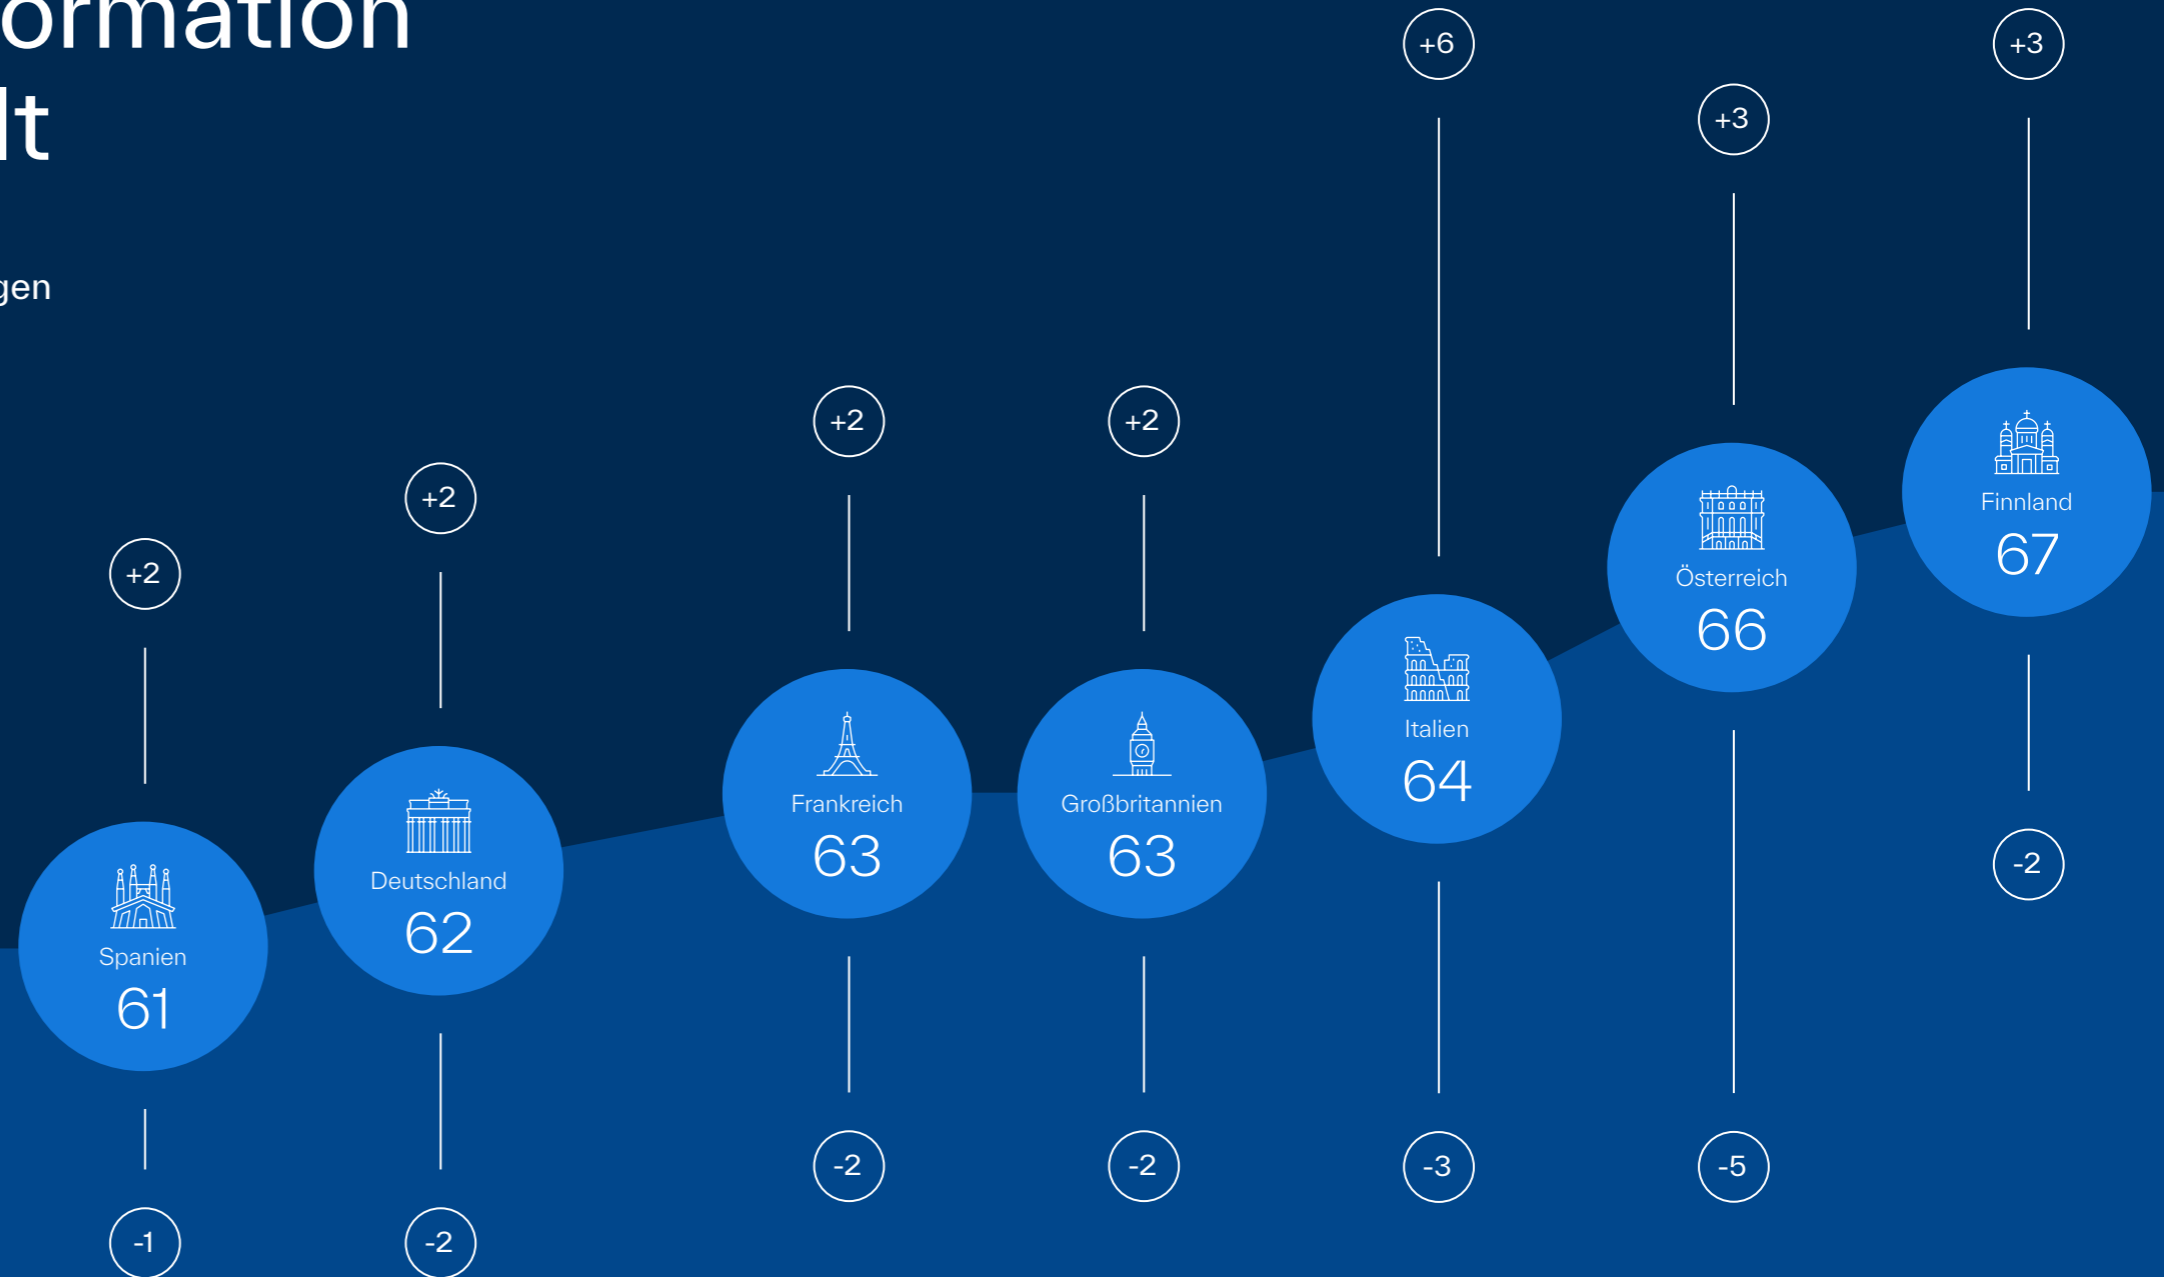 ormation
lt
gen
+2
Spanien
61
-1
+2
Deutschland
62
-2
+2
Frankreich
63
-2
+2
Großbritannien
63
-2
+6
Italien
64
-3
+3
Österreich
66
-5
+3
Finnland
67
-2